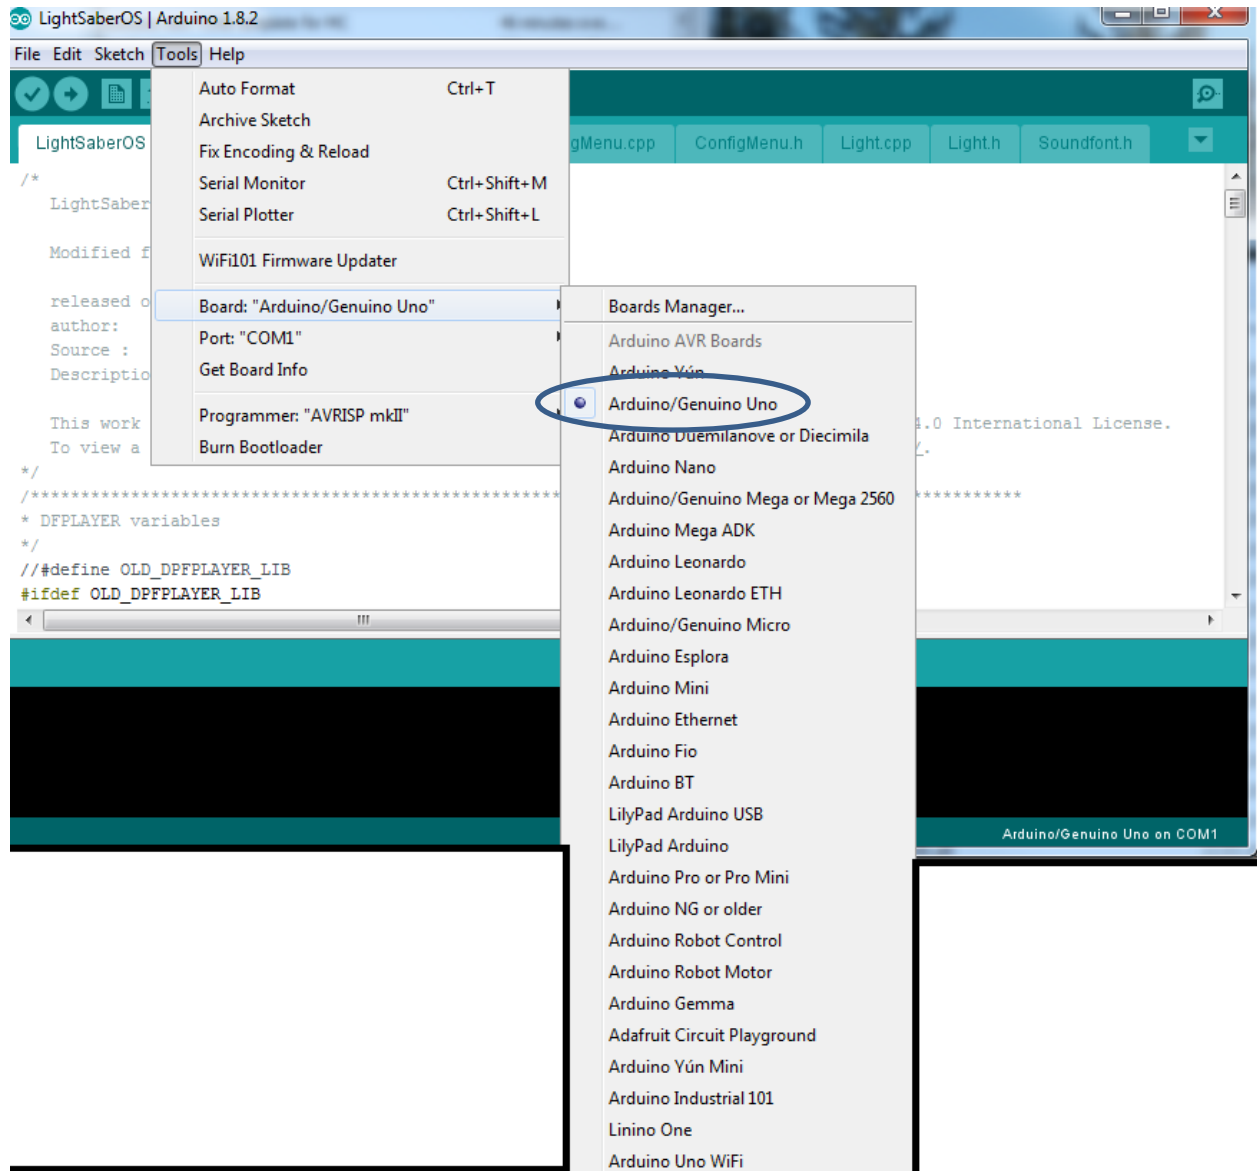 LightSaberOS | Arduino 1.8.2
File Edit Sketch Tools Help
Auto Format Ctrl+T
Archive Sketch
Fix Encoding & Reload
Serial Monitor Ctrl+Shift+M
Serial Plotter Ctrl+Shift+L
WiFi101 Firmware Updater
Board: "Arduino/Genuino Uno"
Port: "COM1"
Get Board Info
Programmer: "AVRISP mkII"
Burn Bootloader
Boards Manager...
Arduino AVR Boards
Arduino Yún
Arduino/Genuino Uno
Arduino Duemilanove or Diecimila
Arduino Nano
Arduino/Genuino Mega or Mega 2560
Arduino Mega ADK
Arduino Leonardo
Arduino Leonardo ETH
Arduino/Genuino Micro
Arduino Esplora
Arduino Mini
Arduino Ethernet
Arduino Fio
Arduino BT
LilyPad Arduino USB
LilyPad Arduino
Arduino Pro or Pro Mini
Arduino NG or older
Arduino Robot Control
Arduino Robot Motor
Arduino Gemma
Adafruit Circuit Playground
Arduino Yún Mini
Arduino Industrial 101
Linino One
Arduino Uno WiFi
LightSaberOS gMenu.cpp ConfigMenu.h Light.cpp Light.h Soundfont.h
/*
LightSaber
Modified f
released o
author:
Source :
Descriptio
This work 4.0 International License.
To view a /.
*/
/**************************************************** ***********
* DFPLAYER variables
*/
//#define OLD_DPFPLAYER_LIB
#ifdef OLD_DPFPLAYER_LIB
Arduino/Genuino Uno on COM1